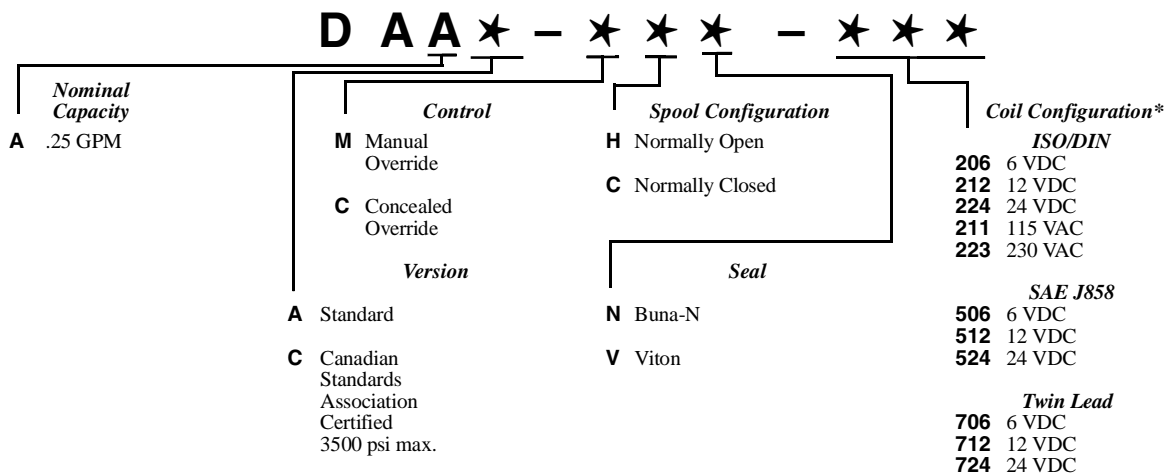 D A A ★ – ★ ★ ★ – ★ ★ ★
Nominal
Capacity
A .25 GPM
Control
M Manual
Override
C Concealed
Override
Version
A Standard
C Canadian
Standards
Association
Certified
3500 psi max.
Spool Configuration
H Normally Open
C Normally Closed
Seal
N Buna-N
V Viton
Coil Configuration*
ISO/DIN
206 6 VDC
212 12 VDC
224 24 VDC
211 115 VAC
223 230 VAC
SAE J858
506 6 VDC
512 12 VDC
524 24 VDC
Twin Lead
706 6 VDC
712 12 VDC
724 24 VDC